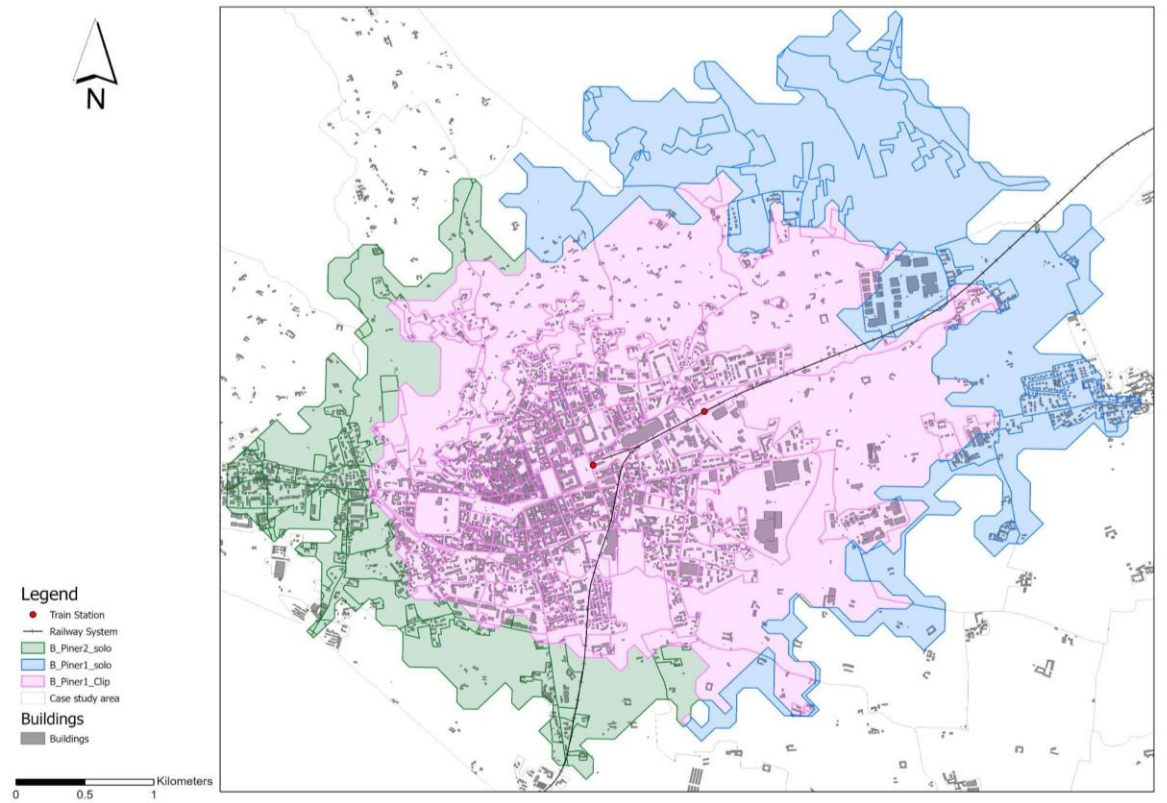 N
Legend
Train Station
Railway System
B_Piner2_solo
B_Piner1_solo
B_Piner1_Clip
Case study area
Buildings
Buildings
Kilometers
0 0.5 1